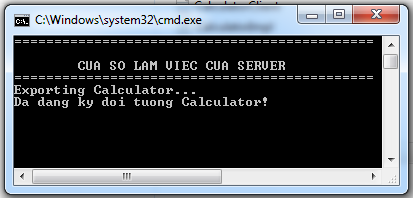 C:\Windows\system32\cmd.exe
==============================================
CUA SO LAM VIEC CUA SERVER
==============================================
Exporting Calculator...
Da dang ky doi tuong Calculator!